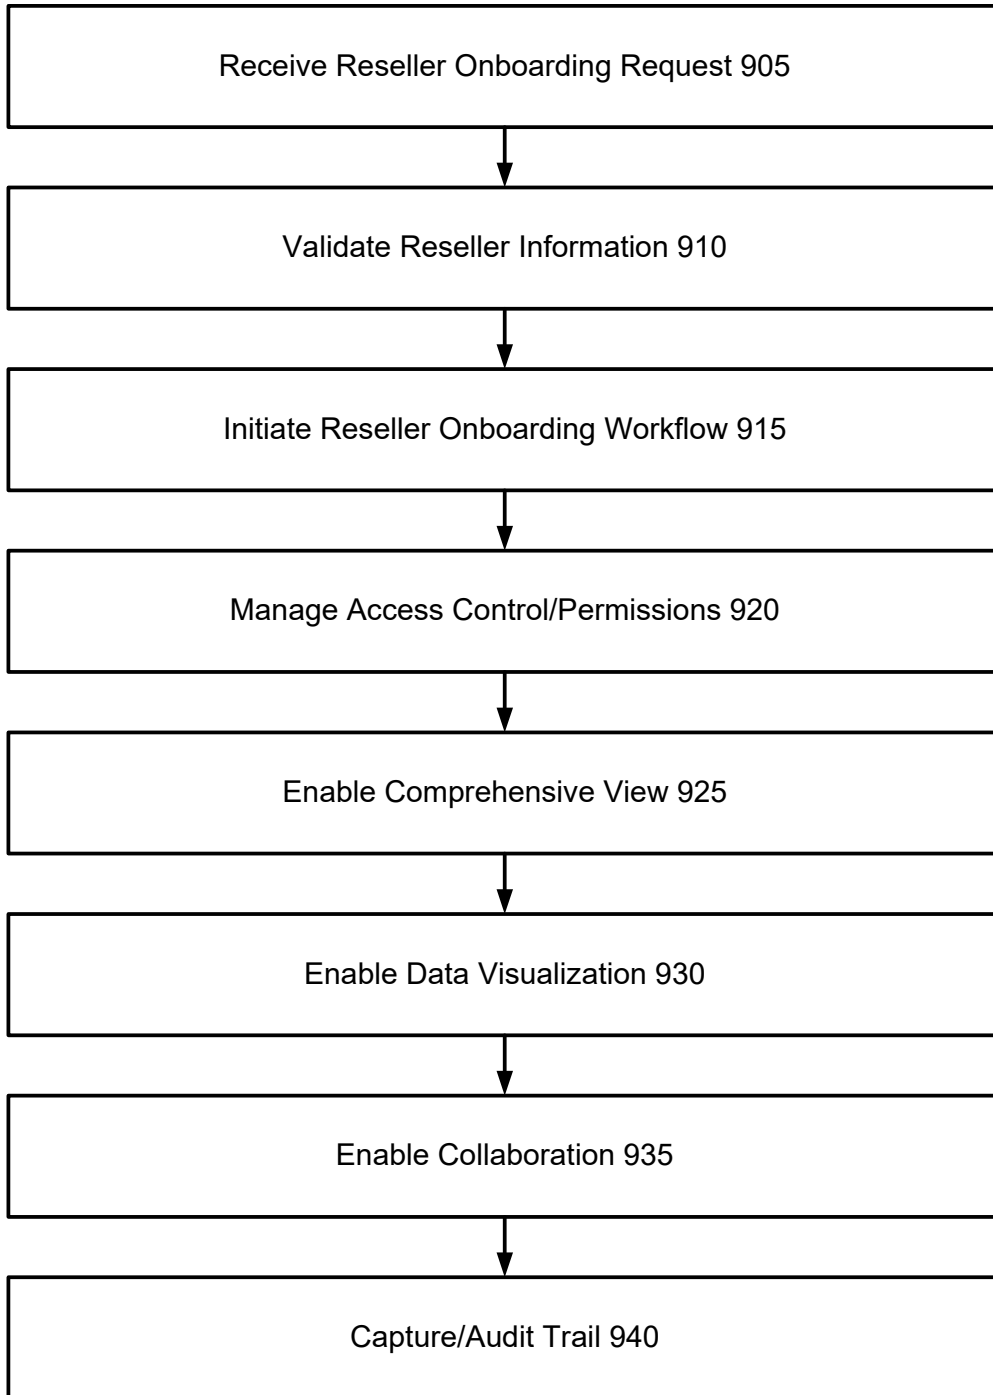 Receive Reseller Onboarding Request 905
Validate Reseller Information 910
Initiate Reseller Onboarding Workflow 915
Manage Access Control/Permissions 920
Enable Comprehensive View 925
Enable Data Visualization 930
Enable Collaboration 935
Capture/Audit Trail 940